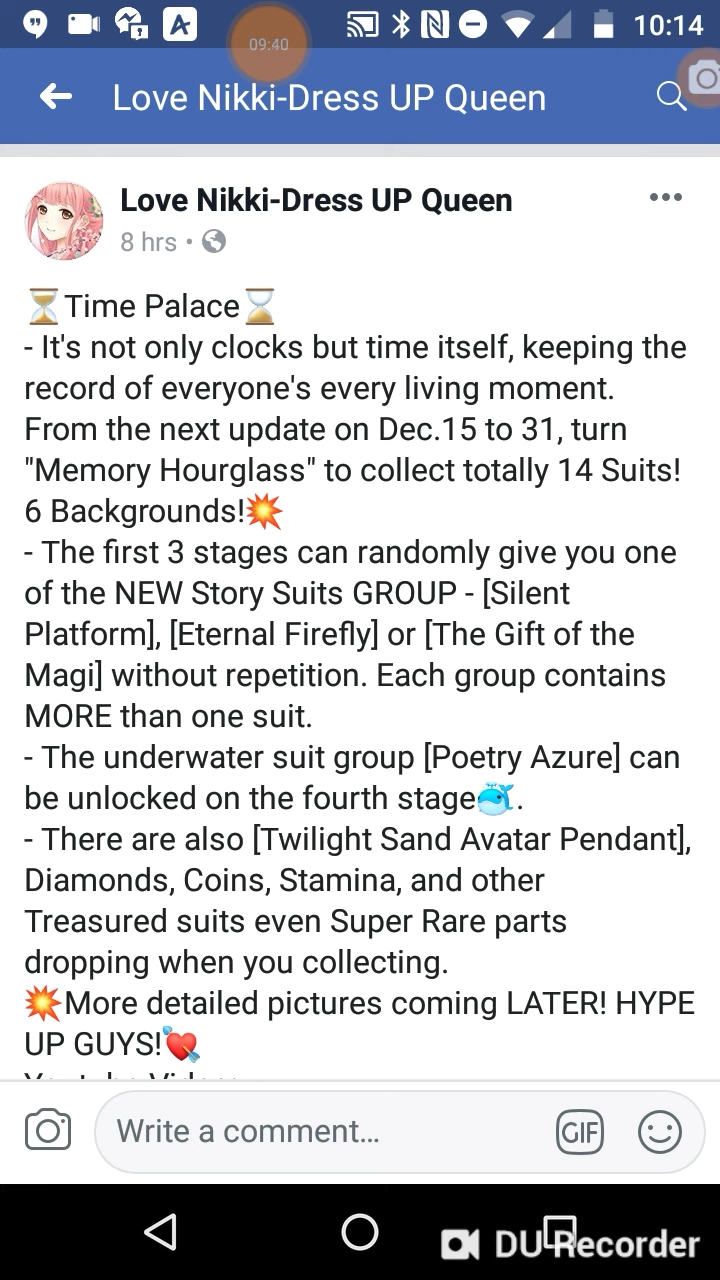 09:40
10:14
Love Nikki-Dress UP Queen
Love Nikki-Dress UP Queen
8 hrs •
⏳Time Palace⏳
- It's not only clocks but time itself, keeping the
record of everyone's every living moment.
From the next update on Dec.15 to 31, turn
"Memory Hourglass" to collect totally 14 Suits!
6 Backgrounds!💥
- The first 3 stages can randomly give you one
of the NEW Story Suits GROUP - [Silent
Platform], [Eternal Firefly] or [The Gift of the
Magi] without repetition. Each group contains
MORE than one suit.
- The underwater suit group [Poetry Azure] can
be unlocked on the fourth stage🐳.
- There are also [Twilight Sand Avatar Pendant],
Diamonds, Coins, Stamina, and other
Treasured suits even Super Rare parts
dropping when you collecting.
💥More detailed pictures coming LATER! HYPE
UP GUYS!💘
Write a comment...
GIF
DU Recorder